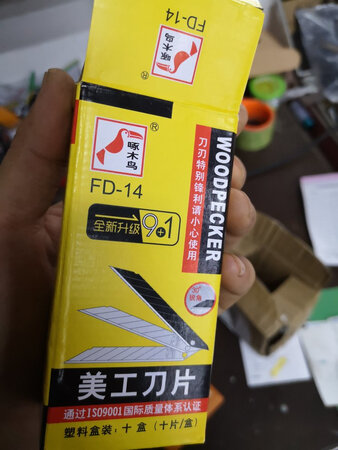 FD-14
啄木鸟
®
啄木鸟
®
FD-14
全新升级 9+1
WOODPECKER
刀刃特别锋利请小心使用
30°
锐角
美工刀片
通过ISO9001国际质量体系认证
塑料盒装：十盒（十片/盒）